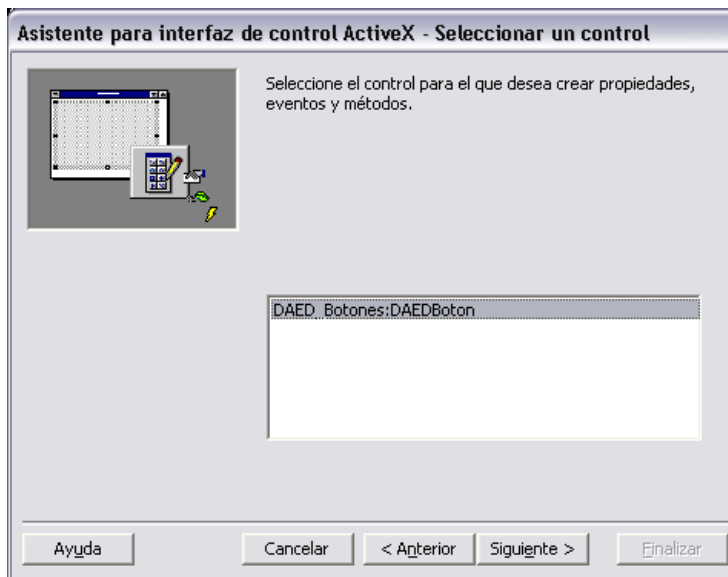 Asistente para interfaz de control ActiveX - Seleccionar un control
Seleccione el control para el que desea crear propiedades,
eventos y métodos.
DAED_Botones:DAEDBoton
Ayuda
Cancelar
< Anterior
Siguiente >
Finalizar